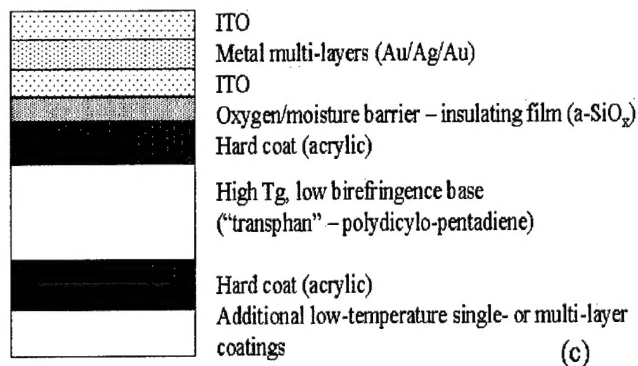 ITO
Metal multi-layers (Au/Ag/Au)
ITO
Oxygen/moisture barrier – insulating film (a-SiOx)
Hard coat (acrylic)
High Tg, low birefringence base
(“transphan” – polydicylo-pentadiene)
Hard coat (acrylic)
Additional low-temperature single- or multi-layer
coatings
(c)